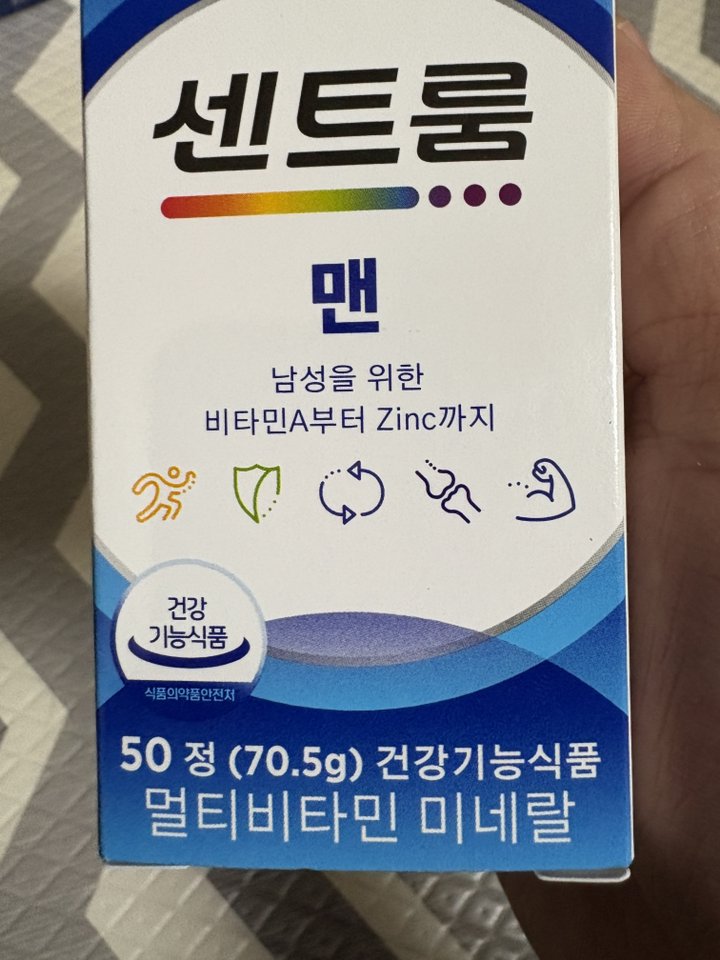 센트룸
맨
남성을 위한
비타민A부터 Zinc까지
건강
기능식품
식품의약품안전처
50 정 (70.5g) 건강기능식품
멀티비타민 미네랄